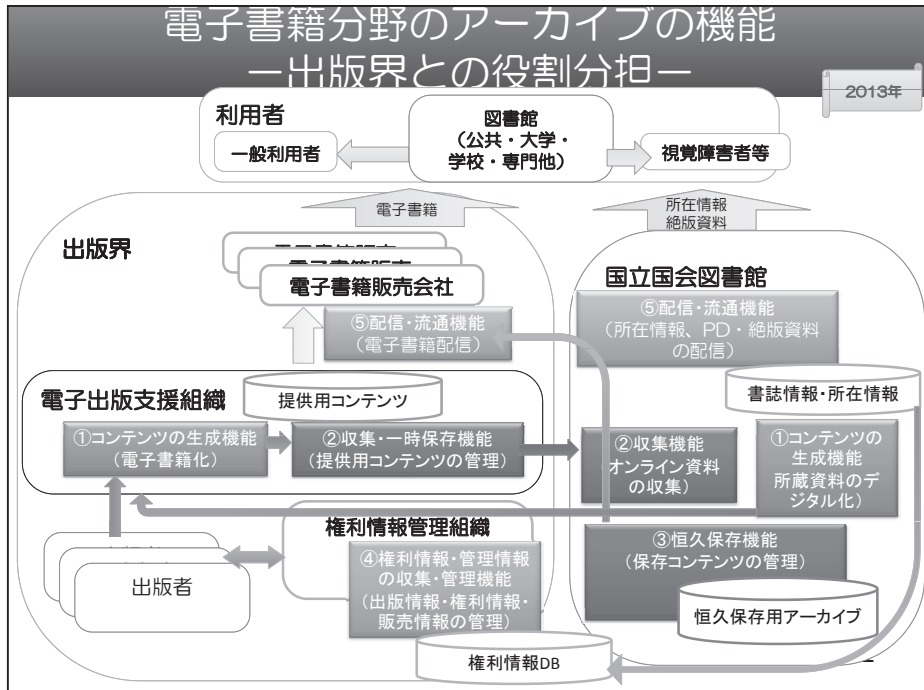 電子書籍分野のアーカイブの機能
－出版界との役割分担－
2013年
利用者
一般利用者
図書館
（公共・大学・
学校・専門他）
視覚障害者等
電子書籍
所在情報
絶版資料
出版界
電子書籍販売
電子書籍販売
電子書籍販売会社
⑤配信・流通機能
（電子書籍配信）
国立国会図書館
⑤配信・流通機能
（所在情報、PD・絶版資料
の配信）
書誌情報・所在情報
電子出版支援組織
提供用コンテンツ
①コンテンツの生成機能
（電子書籍化）
②収集・一時保存機能
（提供用コンテンツの管理）
②収集機能
（オンライン資料
の収集）
①コンテンツの
生成機能
（所蔵資料のデ
ジタル化）
権利情報管理組織
④権利情報・管理情報
の収集・管理機能
（出版情報・権利情報・
販売情報の管理）
③恒久保存機能
（保存コンテンツの管理）
出版者
恒久保存用アーカイブ
権利情報DB